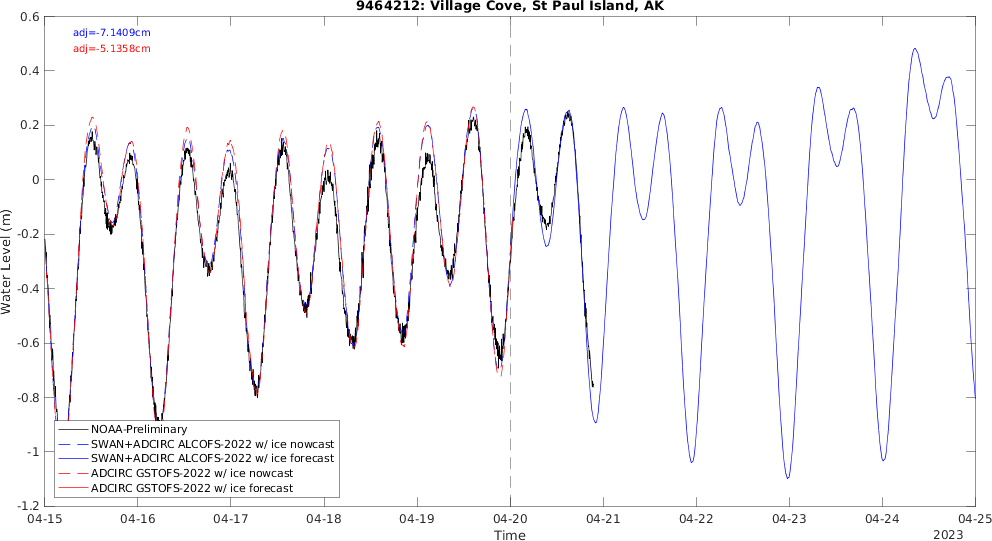 9464212: Village Cove, St Paul Island, AK
adj=-7.1409cm
adj=-5.1358cm
0.6
0.4
0.2
0
-0.2
-0.4
-0.6
-0.8
-1
-1.2
Water Level (m)
NOAA-Preliminary
SWAN+ADCIRC ALCOFS-2022 w/ ice nowcast
SWAN+ADCIRC ALCOFS-2022 w/ ice forecast
ADCIRC GSTOFS-2022 w/ ice nowcast
ADCIRC GSTOFS-2022 w/ ice forecast
04-15 04-16 04-17 04-18 04-19 04-20 04-21 04-22 04-23 04-24 04-25
Time
2023